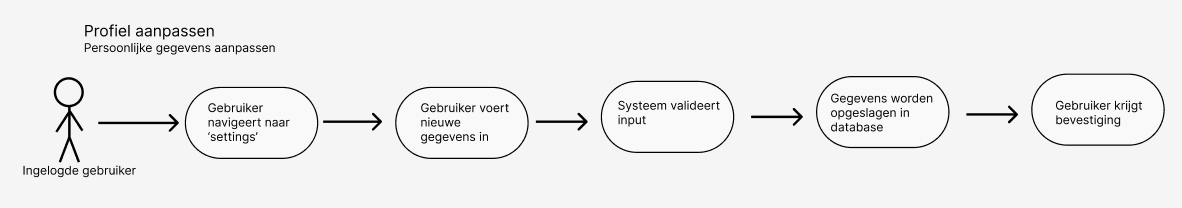 Profiel aanpassen
Persoonlijke gegevens aanpassen
Ingelogde gebruiker
Gebruiker
navigeert naar
‘settings’
Gebruiker voert
nieuwe
gegevens in
Systeem valideert
input
Gegevens worden
opgeslagen in
database
Gebruiker krijgt
bevestiging